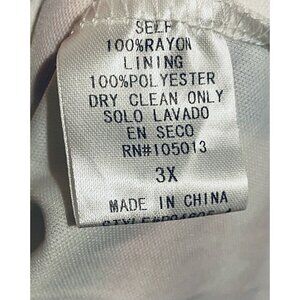 SELF
100%RAYON
LINING
100%POLYESTER
DRY CLEAN ONLY
SOLO LAVADO
EN SECO
RN#105013
3X
MADE IN CHINA